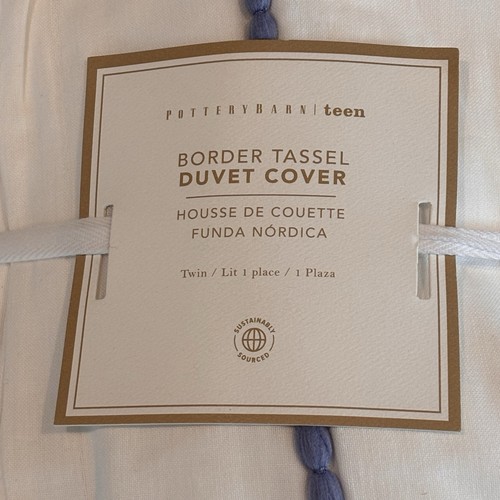 POTTERYBARN | teen
BORDER TASSEL
DUVET COVER
HOUSSE DE COUETTE
FUNDA NÓRDICA
Twin / Lit 1 place / 1 Plaza
SUSTAINABLY
SOURCED